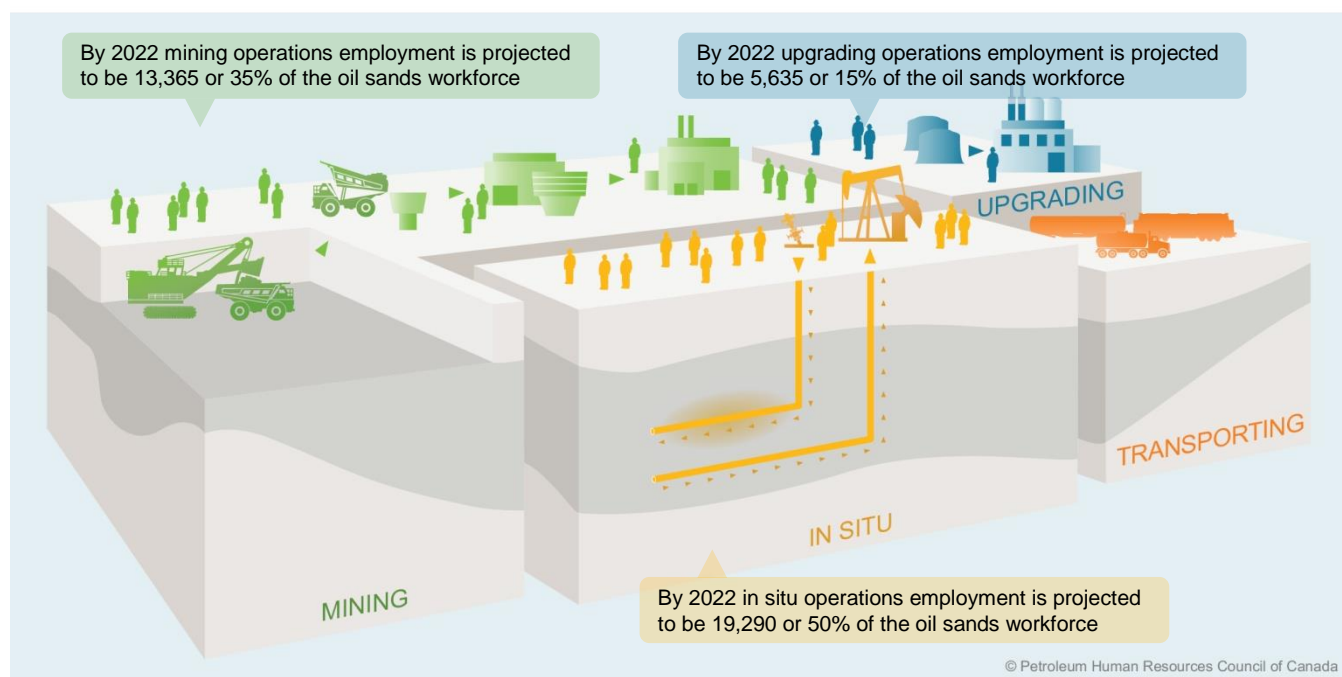 By 2022 mining operations employment is projected
to be 13,365 or 35% of the oil sands workforce
By 2022 upgrading operations employment is projected
to be 5,635 or 15% of the oil sands workforce
UPGRADING
TRANSPORTING
IN SITU
MINING
By 2022 in situ operations employment is projected
to be 19,290 or 50% of the oil sands workforce
© Petroleum Human Resources Council of Canada